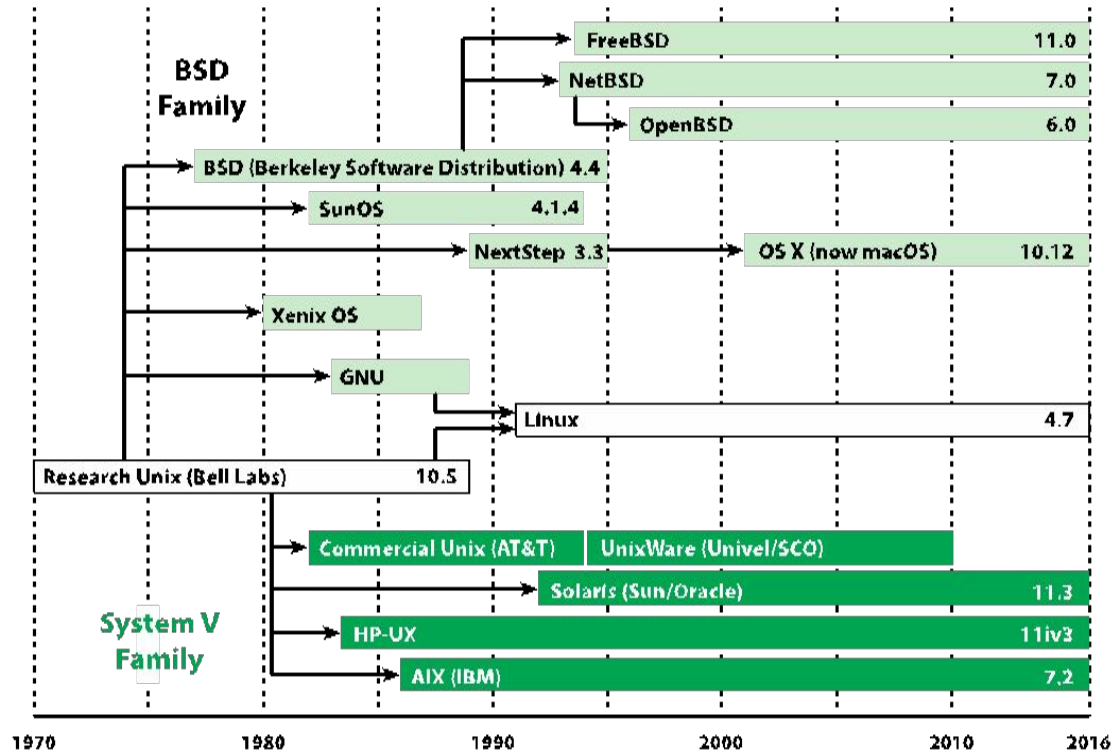 FreeBSD 11.0
BSD
Family
NetBSD 7.0
OpenBSD 6.0
BSD (Berkeley Software Distribution) 4.4
SunOS 4.1.4
NextStep 3.3
OS X (now macOS) 10.12
Xenix OS
GNU
Linux 4.7
Research Unix (Bell Labs) 10.5
Commercial Unix (AT&T)
UnixWare (Univel/SCO)
Solaris (Sun/Oracle) 11.3
System V
Family
HP-UX 11iv3
AIX (IBM) 7.2
1970 1980 1990 2000 2010 2016